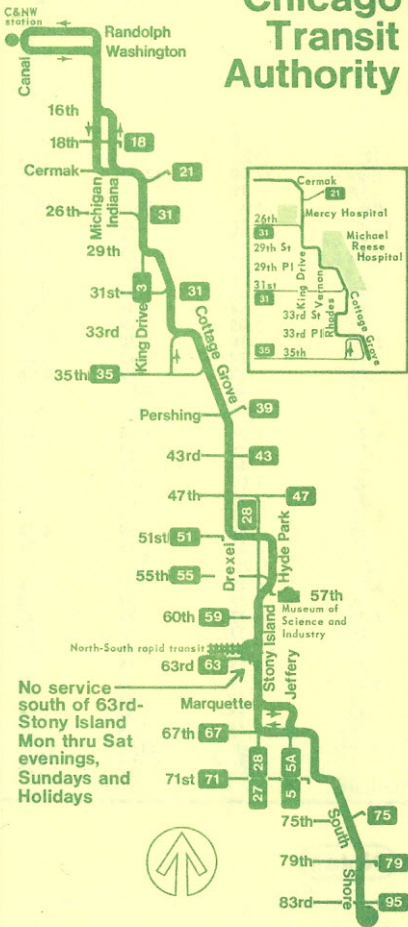 Chicago
Transit
Authority
C&NW
station
Randolph
Washington
Canal
16th
18th
18
Cermak
21
Michigan
Indiana
26th
31
29th
3
31st
31
33rd
King Drive
Cottage Grove
35th 35
Cermak
21
26th
31
Mercy Hospital
29th St
Michael
Reese
Hospital
29th Pl
31st
31
King Drive
Vernon
33rd St
Rhodes
33rd Pl
Cottage Grove
35
35th
Pershing
39
43rd
43
47th
47
28
51st 51
Drexel
Hyde Park
55th 55
57th
Museum of
Science and
Industry
60th 59
North-South rapid transit
63rd 63
Stony Island
Jeffery
No service
south of 63rd-
Stony Island
Mon thru Sat
evenings,
Sundays and
Holidays
Marquette
67th 67
28
5A
71st 71
27
5
75th
75
South
Shore
79th
79
83rd
95